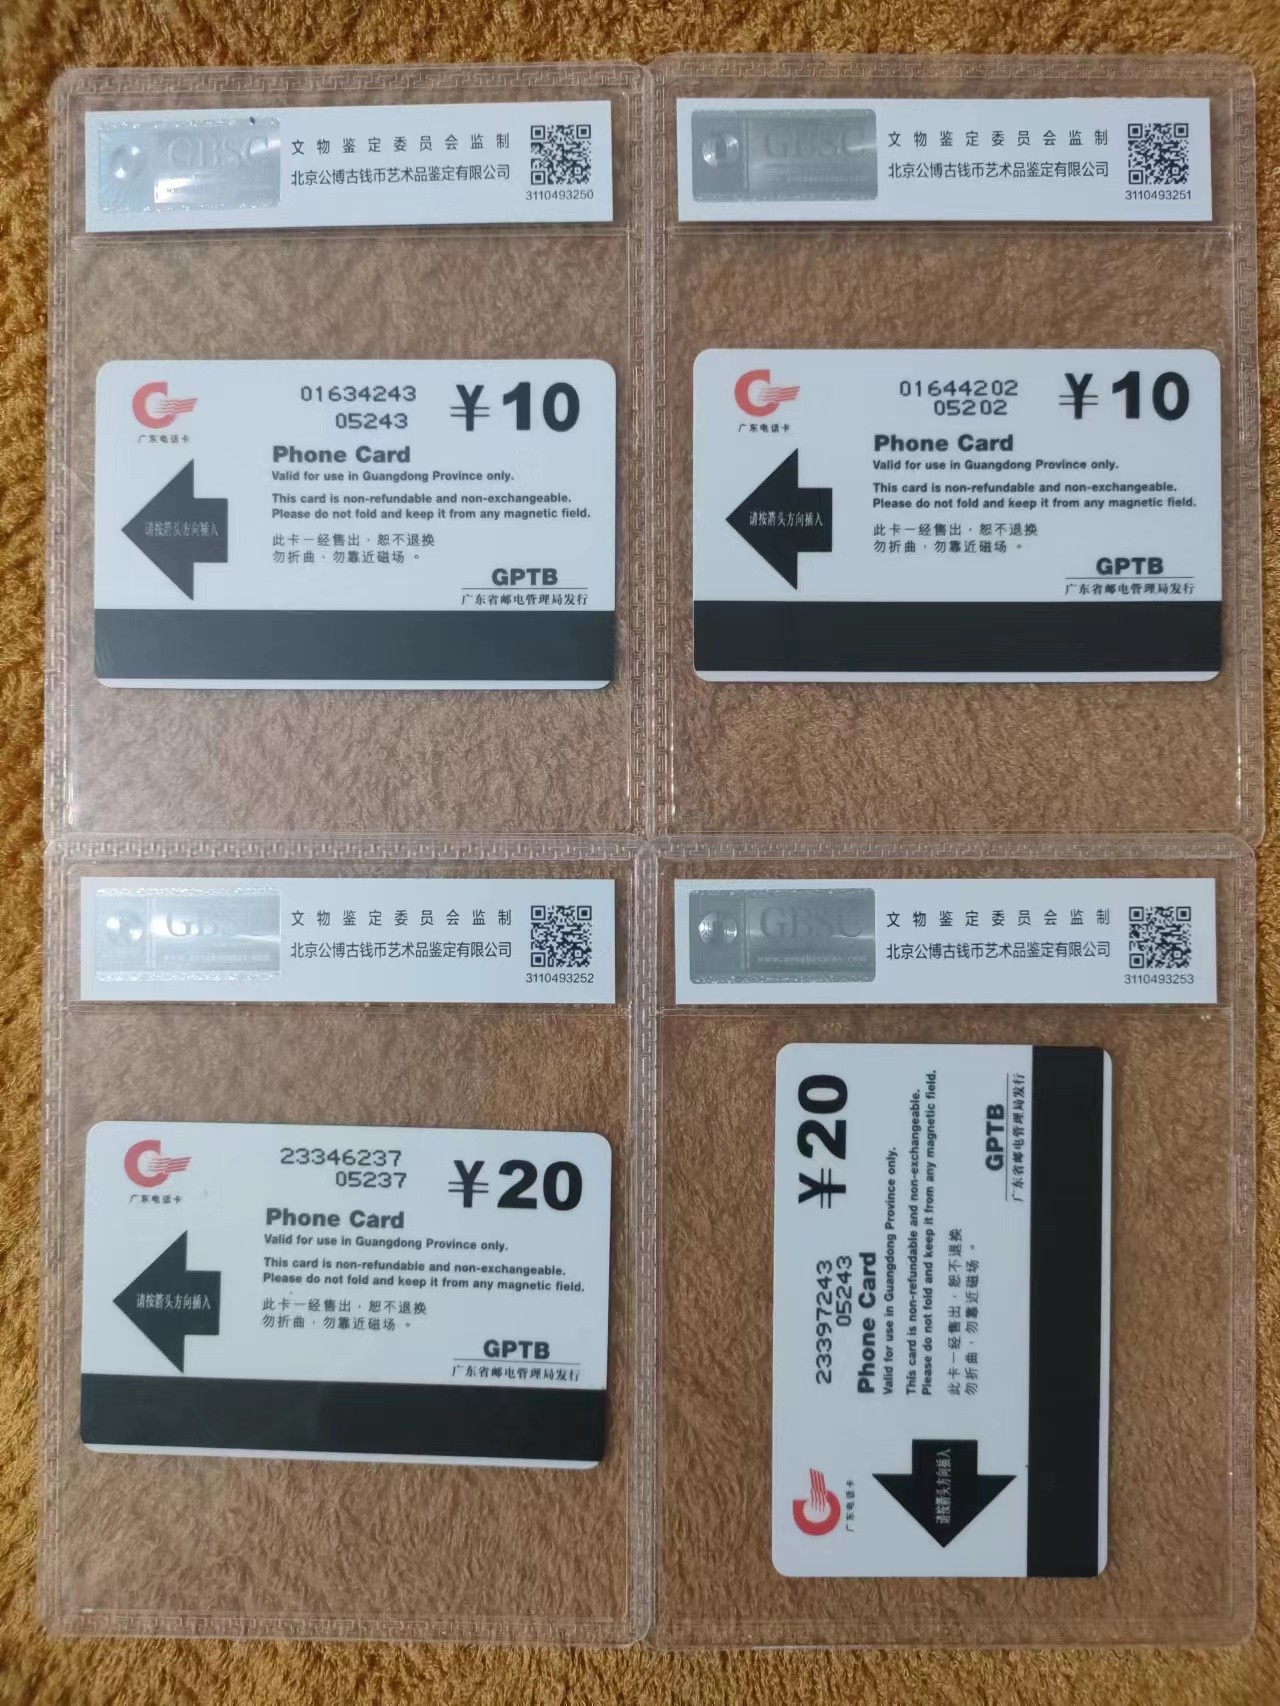 GBSC
文物鉴定委员会监制
北京公博古钱币艺术品鉴定有限公司
3110493250
广东电话卡
01634243
05243
¥10
Phone Card
Valid for use in Guangdong Province only.
This card is non-refundable and non-exchangeable.
Please do not fold and keep it from any magnetic field.
请按箭头方向插入
此卡一经售出，恕不退换
勿折曲，勿靠近磁场。
GPTB
广东省邮电管理局发行
GBSC
文物鉴定委员会监制
北京公博古钱币艺术品鉴定有限公司
3110493251
广东电话卡
01644202
05202
¥10
Phone Card
Valid for use in Guangdong Province only.
This card is non-refundable and non-exchangeable.
Please do not fold and keep it from any magnetic field.
请按箭头方向插入
此卡一经售出，恕不退换
勿折曲，勿靠近磁场。
GPTB
广东省邮电管理局发行
GBSC
文物鉴定委员会监制
北京公博古钱币艺术品鉴定有限公司
3110493252
广东电话卡
23346237
05237
¥20
Phone Card
Valid for use in Guangdong Province only.
This card is non-refundable and non-exchangeable.
Please do not fold and keep it from any magnetic field.
请按箭头方向插入
此卡一经售出，恕不退换
勿折曲，勿靠近磁场。
GPTB
广东省邮电管理局发行
GBSC
文物鉴定委员会监制
北京公博古钱币艺术品鉴定有限公司
3110493253
广东电话卡
23397243
05243
¥20
Phone Card
Valid for use in Guangdong Province only.
This card is non-refundable and non-exchangeable.
Please do not fold and keep it from any magnetic field.
请按箭头方向插入
此卡一经售出，恕不退换
勿折曲，勿靠近磁场。
GPTB
广东省邮电管理局发行